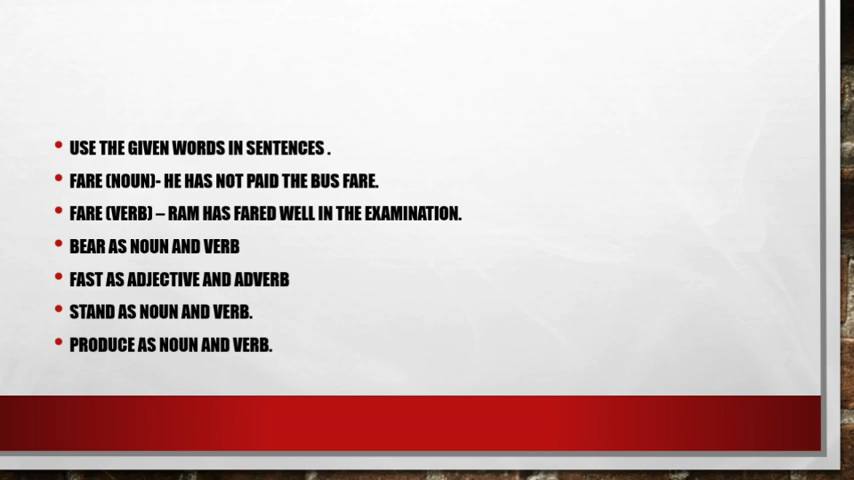 USE THE GIVEN WORDS IN SENTENCES .
FARE (NOUN)- HE HAS NOT PAID THE BUS FARE.
FARE (VERB) – RAM HAS FARED WELL IN THE EXAMINATION.
BEAR AS NOUN AND VERB
FAST AS ADJECTIVE AND ADVERB
STAND AS NOUN AND VERB.
PRODUCE AS NOUN AND VERB.